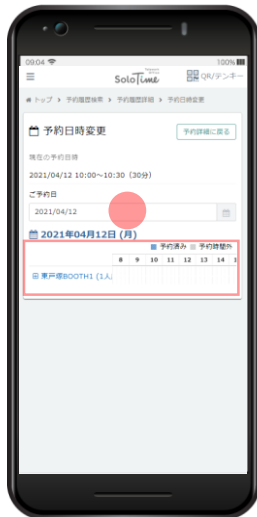 09:04 100%
SoloTime QR/テンキー
トップ > 予約履歴検索 > 予約履歴詳細 > 予約日時変更
予約日時変更 予約詳細に戻る
現在の予約日時
2021/04/12 10:00～10:30（30分）
ご予約日
2021/04/12
2021年04月12日 (月)
予約済み 予約時間外
8 9 10 11 12 13 14 1
東戸塚BOOTH1 (1人